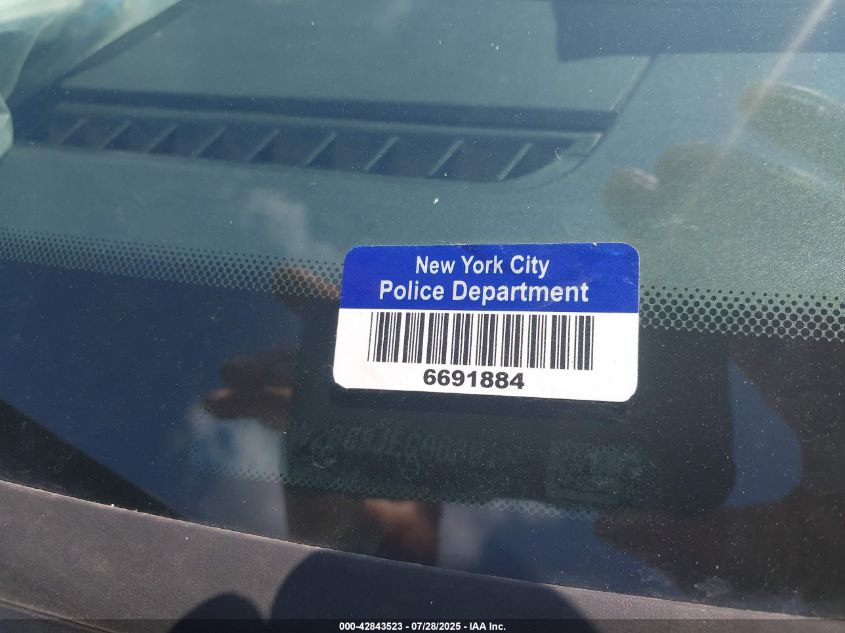 New York City
Police Department
6691884
000-42843523 - 07/28/2025 - IAA Inc.